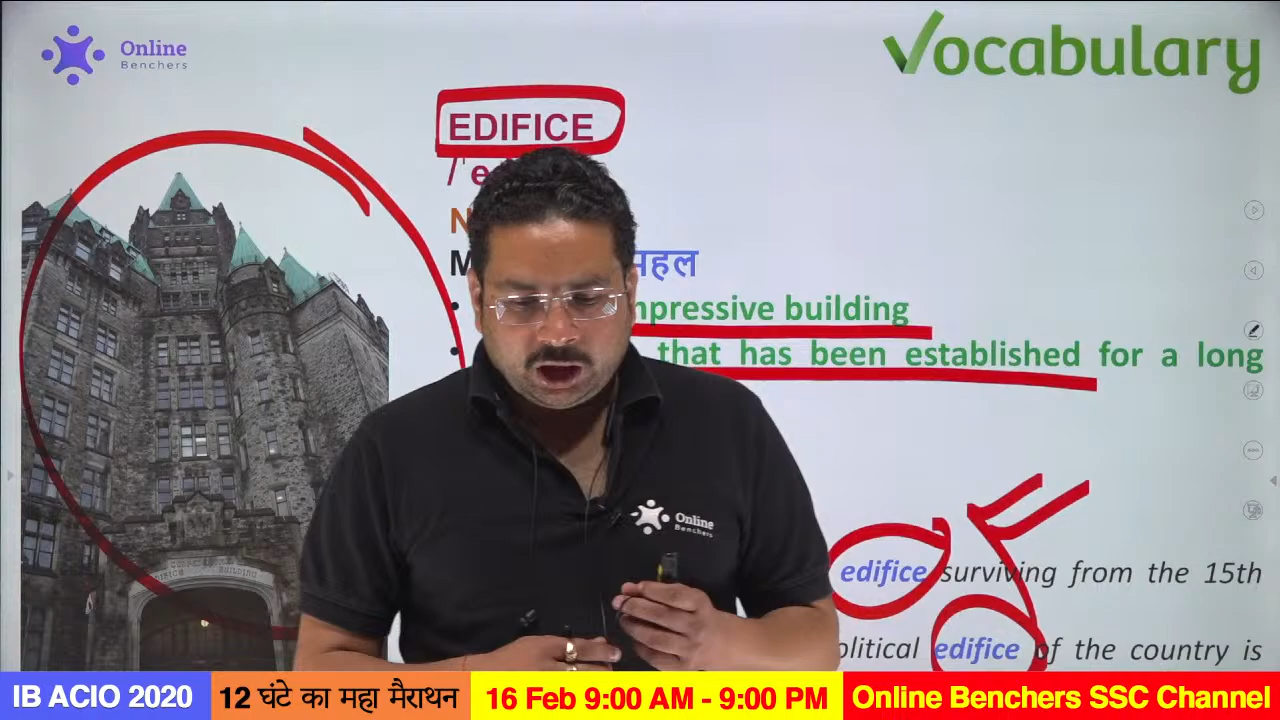 Online
Benchers
Vocabulary
EDIFICE
महल
impressive building
that has been established for a long
edifice surviving from the 15th
political edifice of the country is
Online
Benchers
IB ACIO 2020
12 घंटे का महा मैराथन
16 Feb 9:00 AM - 9:00 PM
Online Benchers SSC Channel